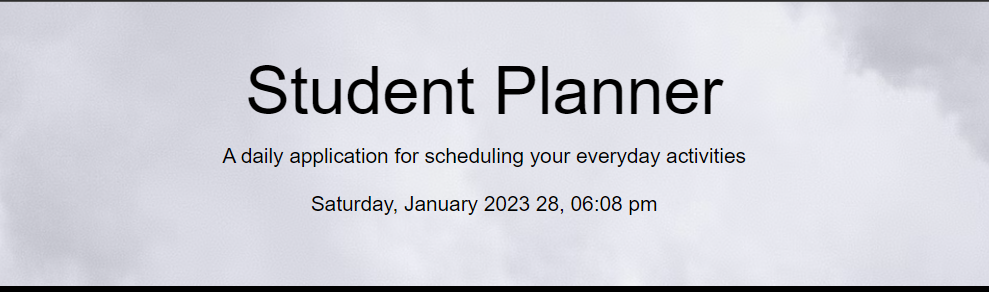 Student Planner
A daily application for scheduling your everyday activities
Saturday, January 2023 28, 06:08 pm